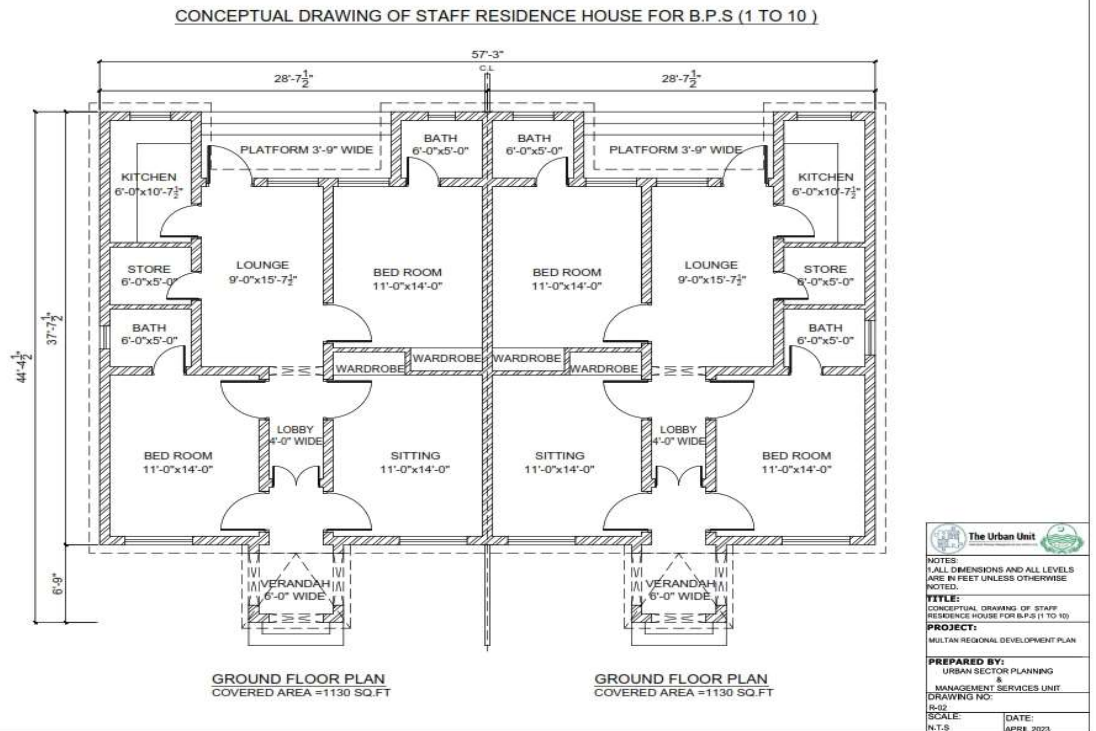 CONCEPTUAL DRAWING OF STAFF RESIDENCE HOUSE FOR B.P.S (1 TO 10 )
57'-3"
C.L
28'-7½"
28'-7½"
BATH
6'-0"x5'-0"
BATH
6'-0"x5'-0"
PLATFORM 3'-9" WIDE
PLATFORM 3'-9" WIDE
KITCHEN
6'-0"x10'-7½"
KITCHEN
6'-0"x10'-7½"
STORE
6'-0"x5'-0"
LOUNGE
9'-0"x15'-7½"
BED ROOM
11'-0"x14'-0"
BED ROOM
11'-0"x14'-0"
LOUNGE
9'-0"x15'-7½"
STORE
6'-0"x5'-0"
44'-4½"
37'-7½"
BATH
6'-0"x5'-0"
BATH
6'-0"x5'-0"
WARDROBE
WARDROBE
WARDROBE
WARDROBE
BED ROOM
11'-0"x14'-0"
LOBBY
4'-0" WIDE
SITTING
11'-0"x14'-0"
SITTING
11'-0"x14'-0"
LOBBY
4'-0" WIDE
BED ROOM
11'-0"x14'-0"
6'-9"
VERANDAH
6'-0" WIDE
VERANDAH
6'-0" WIDE
GROUND FLOOR PLAN
COVERED AREA =1130 SQ.FT
GROUND FLOOR PLAN
COVERED AREA =1130 SQ.FT
The Urban Unit
NOTES:
1.ALL DIMENSIONS AND ALL LEVELS
ARE IN FEET UNLESS OTHERWISE
NOTED.
TITLE:
CONCEPTUAL DRAWING OF STAFF
RESIDENCE HOUSE FOR B.P.S (1 TO 10)
PROJECT:
MULTAN REGIONAL DEVELOPMENT PLAN
PREPARED BY:
URBAN SECTOR PLANNING
&
MANAGEMENT SERVICES UNIT
DRAWING NO:
R-02
SCALE:
N.T.S
DATE:
APRIL 2023